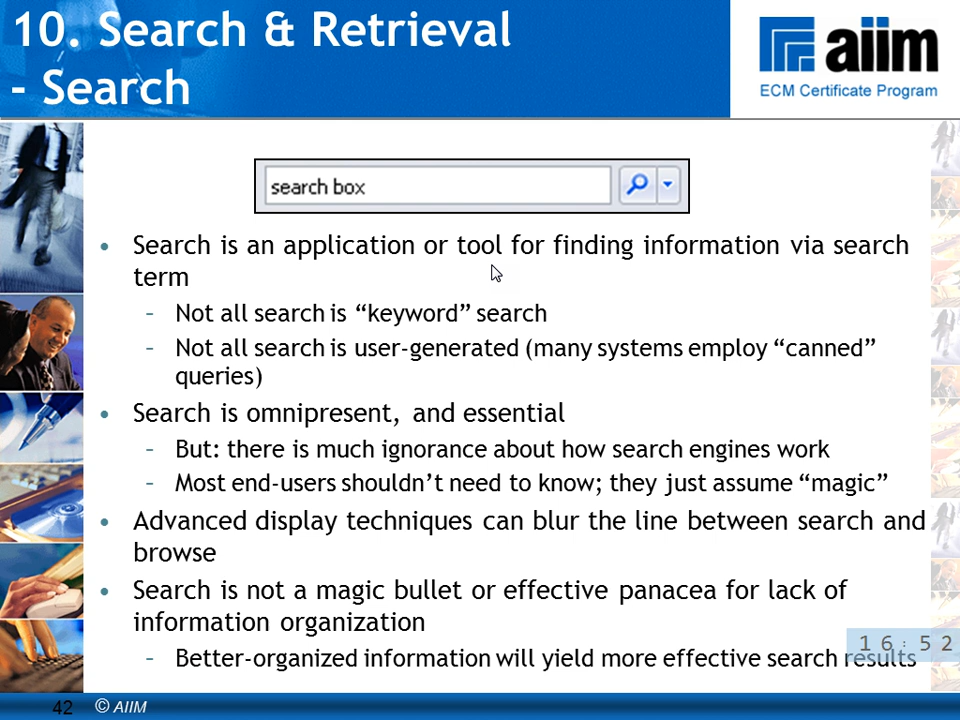 10. Search & Retrieval
- Search
aiim
ECM Certificate Program
search box
• Search is an application or tool for finding information via search
term
– Not all search is “keyword” search
– Not all search is user-generated (many systems employ “canned”
queries)
• Search is omnipresent, and essential
– But: there is much ignorance about how search engines work
– Most end-users shouldn’t need to know; they just assume “magic”
• Advanced display techniques can blur the line between search and
browse
• Search is not a magic bullet or effective panacea for lack of
information organization
16:52
– Better-organized information will yield more effective search results
42 © AIIM